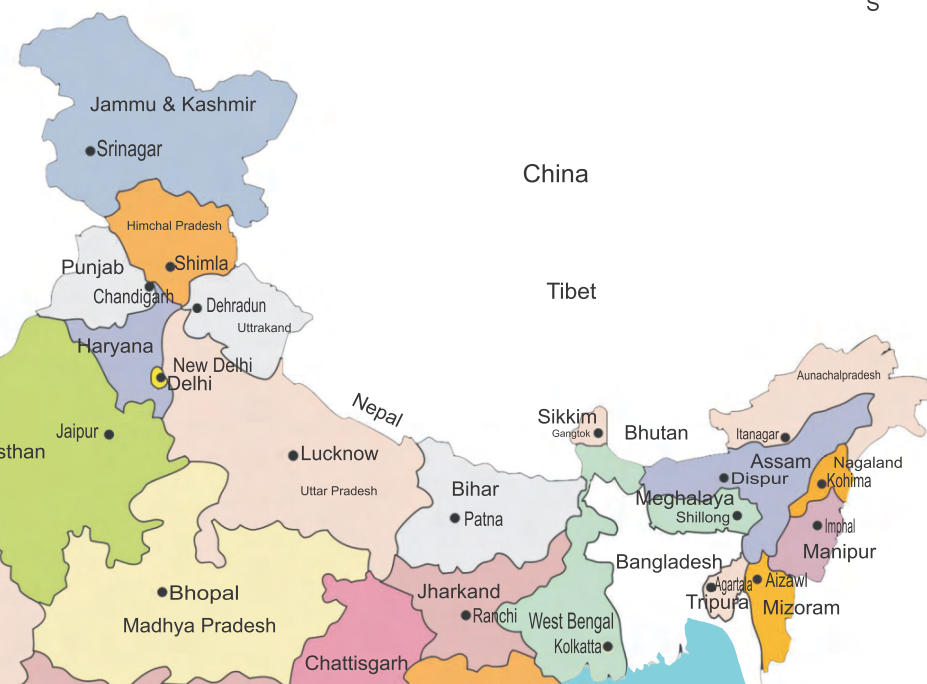 S
Jammu & Kashmir
Srinagar
China
Himchal Pradesh
Shimla
Punjab
Chandigarh
Tibet
Dehradun
Uttrakand
Haryana
New Delhi
Delhi
Aunachalpradesh
Nepal
Sikkim
Gangtok
Bhutan
Itanagar
Jaipur
sthan
Lucknow
Uttar Pradesh
Bihar
Patna
Assam
Dispur
Nagaland
Kohima
Meghalaya
Shillong
Imphal
Manipur
Bangladesh
Agartala
Tripura
Aizawl
Mizoram
Bhopal
Madhya Pradesh
Jharkand
Ranchi
West Bengal
Kolkatta
Chattisgarh